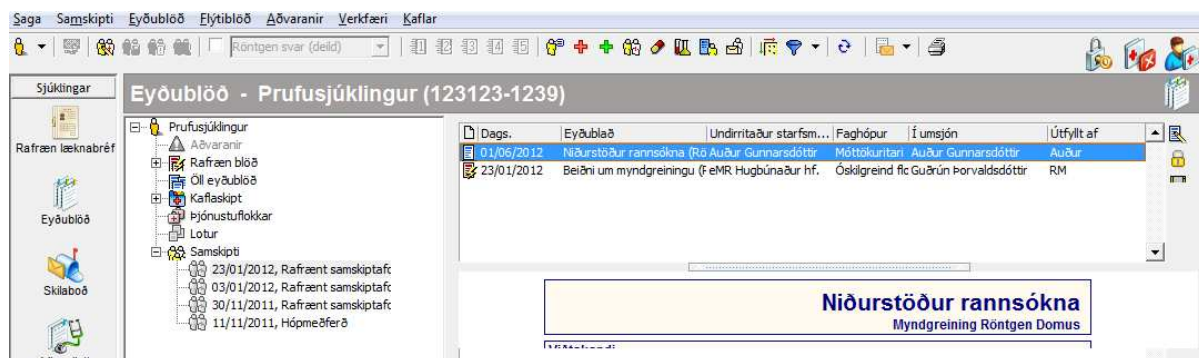 Saga Samskipti Eyðublöð Flýtiblöð Aðvaranir Verkfæri Kaflar
Röntgen svar (deild)
Sjúklingar
Eyðublöð - Prufusjúklingur (123123-1239)
Rafræn læknabréf
Eyðublöð
Skilaboð
Prufusjúklingur
Aðvaranir
Rafræn blöð
Öll eyðublöð
Kaflaskipt
Þjónustuflokkar
Lotur
Samskipti
23/01/2012, Rafrænt samskiptafo
03/01/2012, Rafrænt samskiptafo
30/11/2011, Rafrænt samskiptafo
11/11/2011, Hópmeðferð
Dags. Eyðublað Undirritaður starfsm... Faghópur Í umsjón Útfyllt af
01/06/2012 Niðurstöður rannsókna (Rö Auður Gunnarsdóttir Móttökuritari Auður Gunnarsdóttir Auður
23/01/2012 Beiðni um myndgreiningu (F eMR Hugbúnaður hf. Óskilgreind flo Guðrún Þorvaldsdóttir RM
Niðurstöður rannsókna
Myndgreining Röntgen Domus